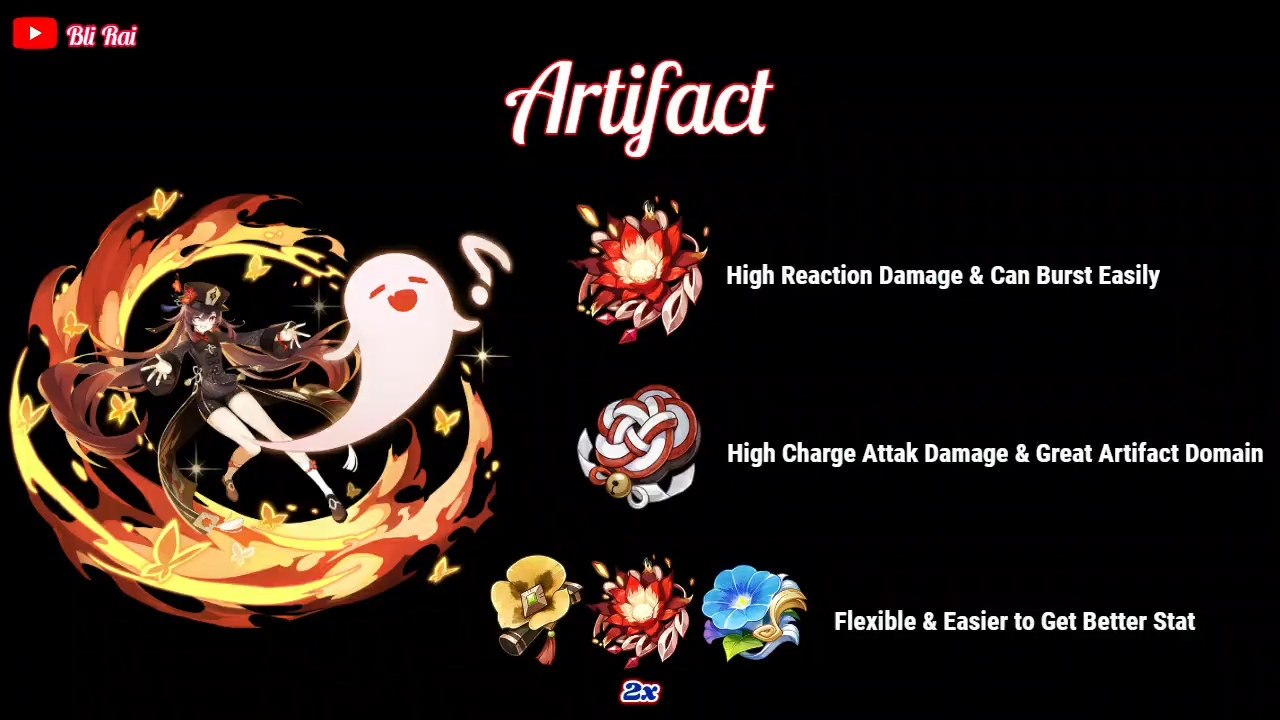 Bli Rai
Artifact
High Reaction Damage & Can Burst Easily
High Charge Attak Damage & Great Artifact Domain
Flexible & Easier to Get Better Stat
2x